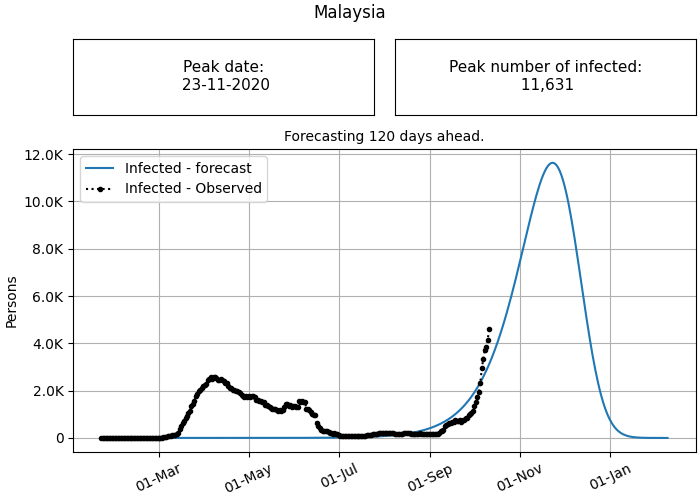 Malaysia
Peak date:
23-11-2020
Peak number of infected:
11,631
Forecasting 120 days ahead.
12.0K
10.0K
8.0K
6.0K
4.0K
2.0K
0
Persons
Infected - forecast
Infected - Observed
01-Mar
01-May
01-Jul
01-Sep
01-Nov
01-Jan